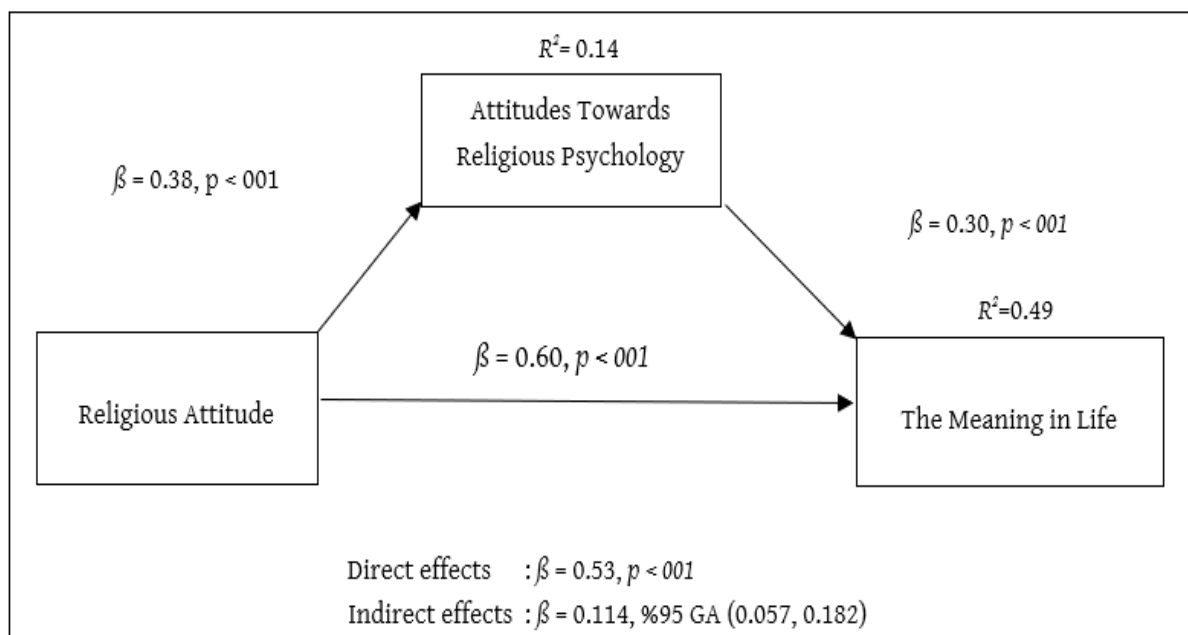 R²= 0.14
Attitudes Towards
Religious Psychology
ß = 0.38, p < 001
ß = 0.30, p < 001
R²=0.49
ß = 0.60, p < 001
Religious Attitude
The Meaning in Life
Direct effects : ß = 0.53, p < 001
Indirect effects : ß = 0.114, %95 GA (0.057, 0.182)